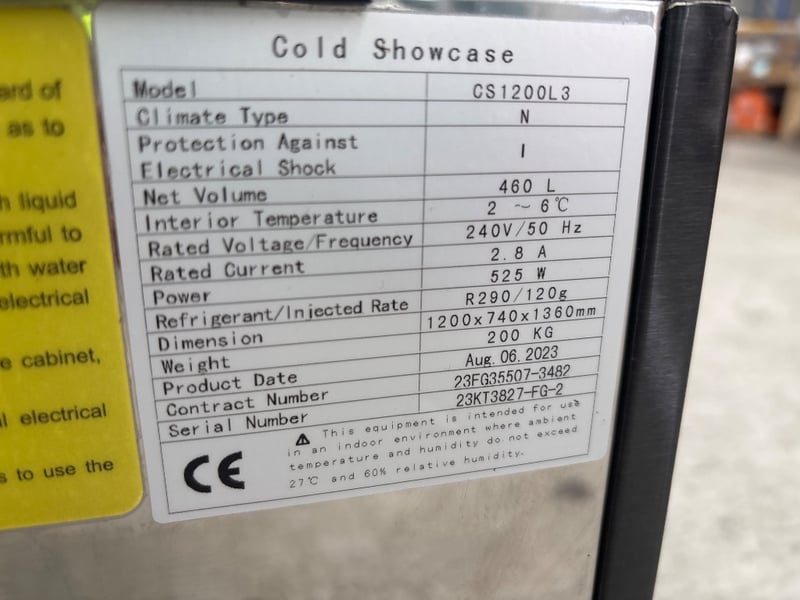 ard of
as to
h liquid
rmful to
th water
electrical
e cabinet,
al electrical
s to use the
Cold Showcase
Model CS1200L3
Climate Type N
Protection Against
Electrical Shock I
Net Volume 460 L
Interior Temperature 2 ~ 6℃
Rated Voltage/Frequency 240V/50 Hz
Rated Current 2.8 A
Power 525 W
Refrigerant/Injected Rate R290/120g
Dimension 1200x740x1360mm
Weight 200 KG
Product Date Aug. 06. 2023
Contract Number 23FG35507-3482
Serial Number 23KT3827-FG-2
CE
⚠ This equipment is intended for use
in an indoor environment where ambient
temperature and humidity do not exceed
27℃ and 60% relative humidity.